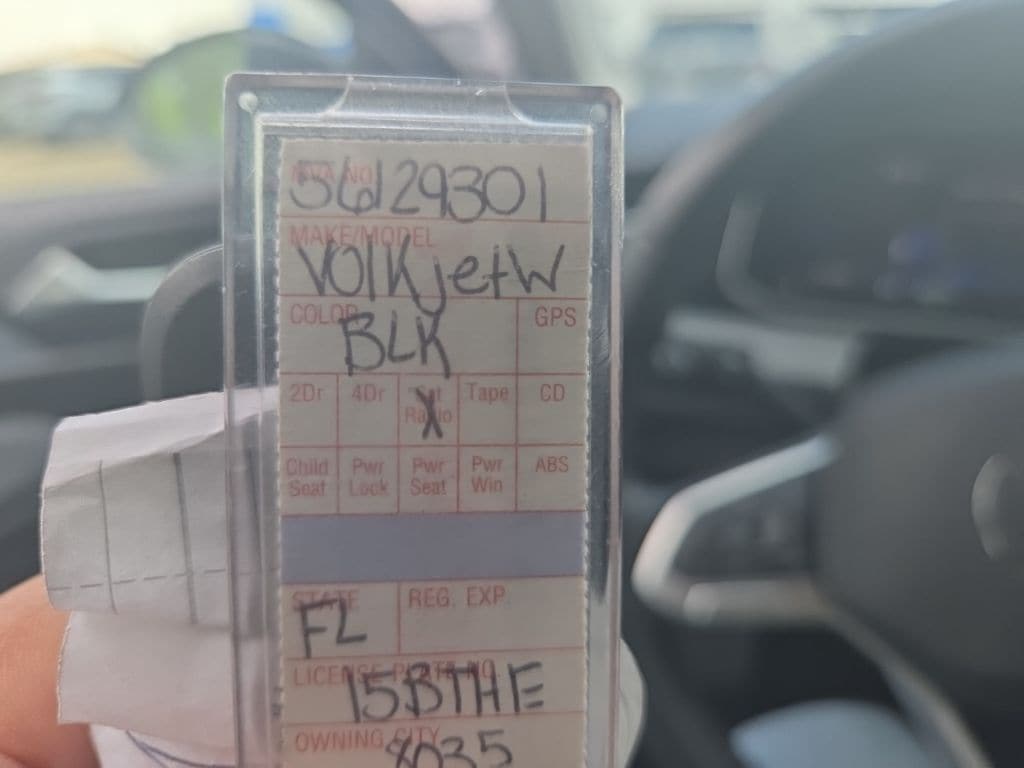 MVA NO.
56129301
MAKE/MODEL
VOlKjetW
COLOR GPS
BLK
2Dr 4Dr Sat Radio Tape CD
X
Child Seat Pwr Lock Pwr Seat Pwr Win ABS
STATE REG. EXP.
FL
LICENSE PLATE NO.
15BTHE
OWNING CITY
8035